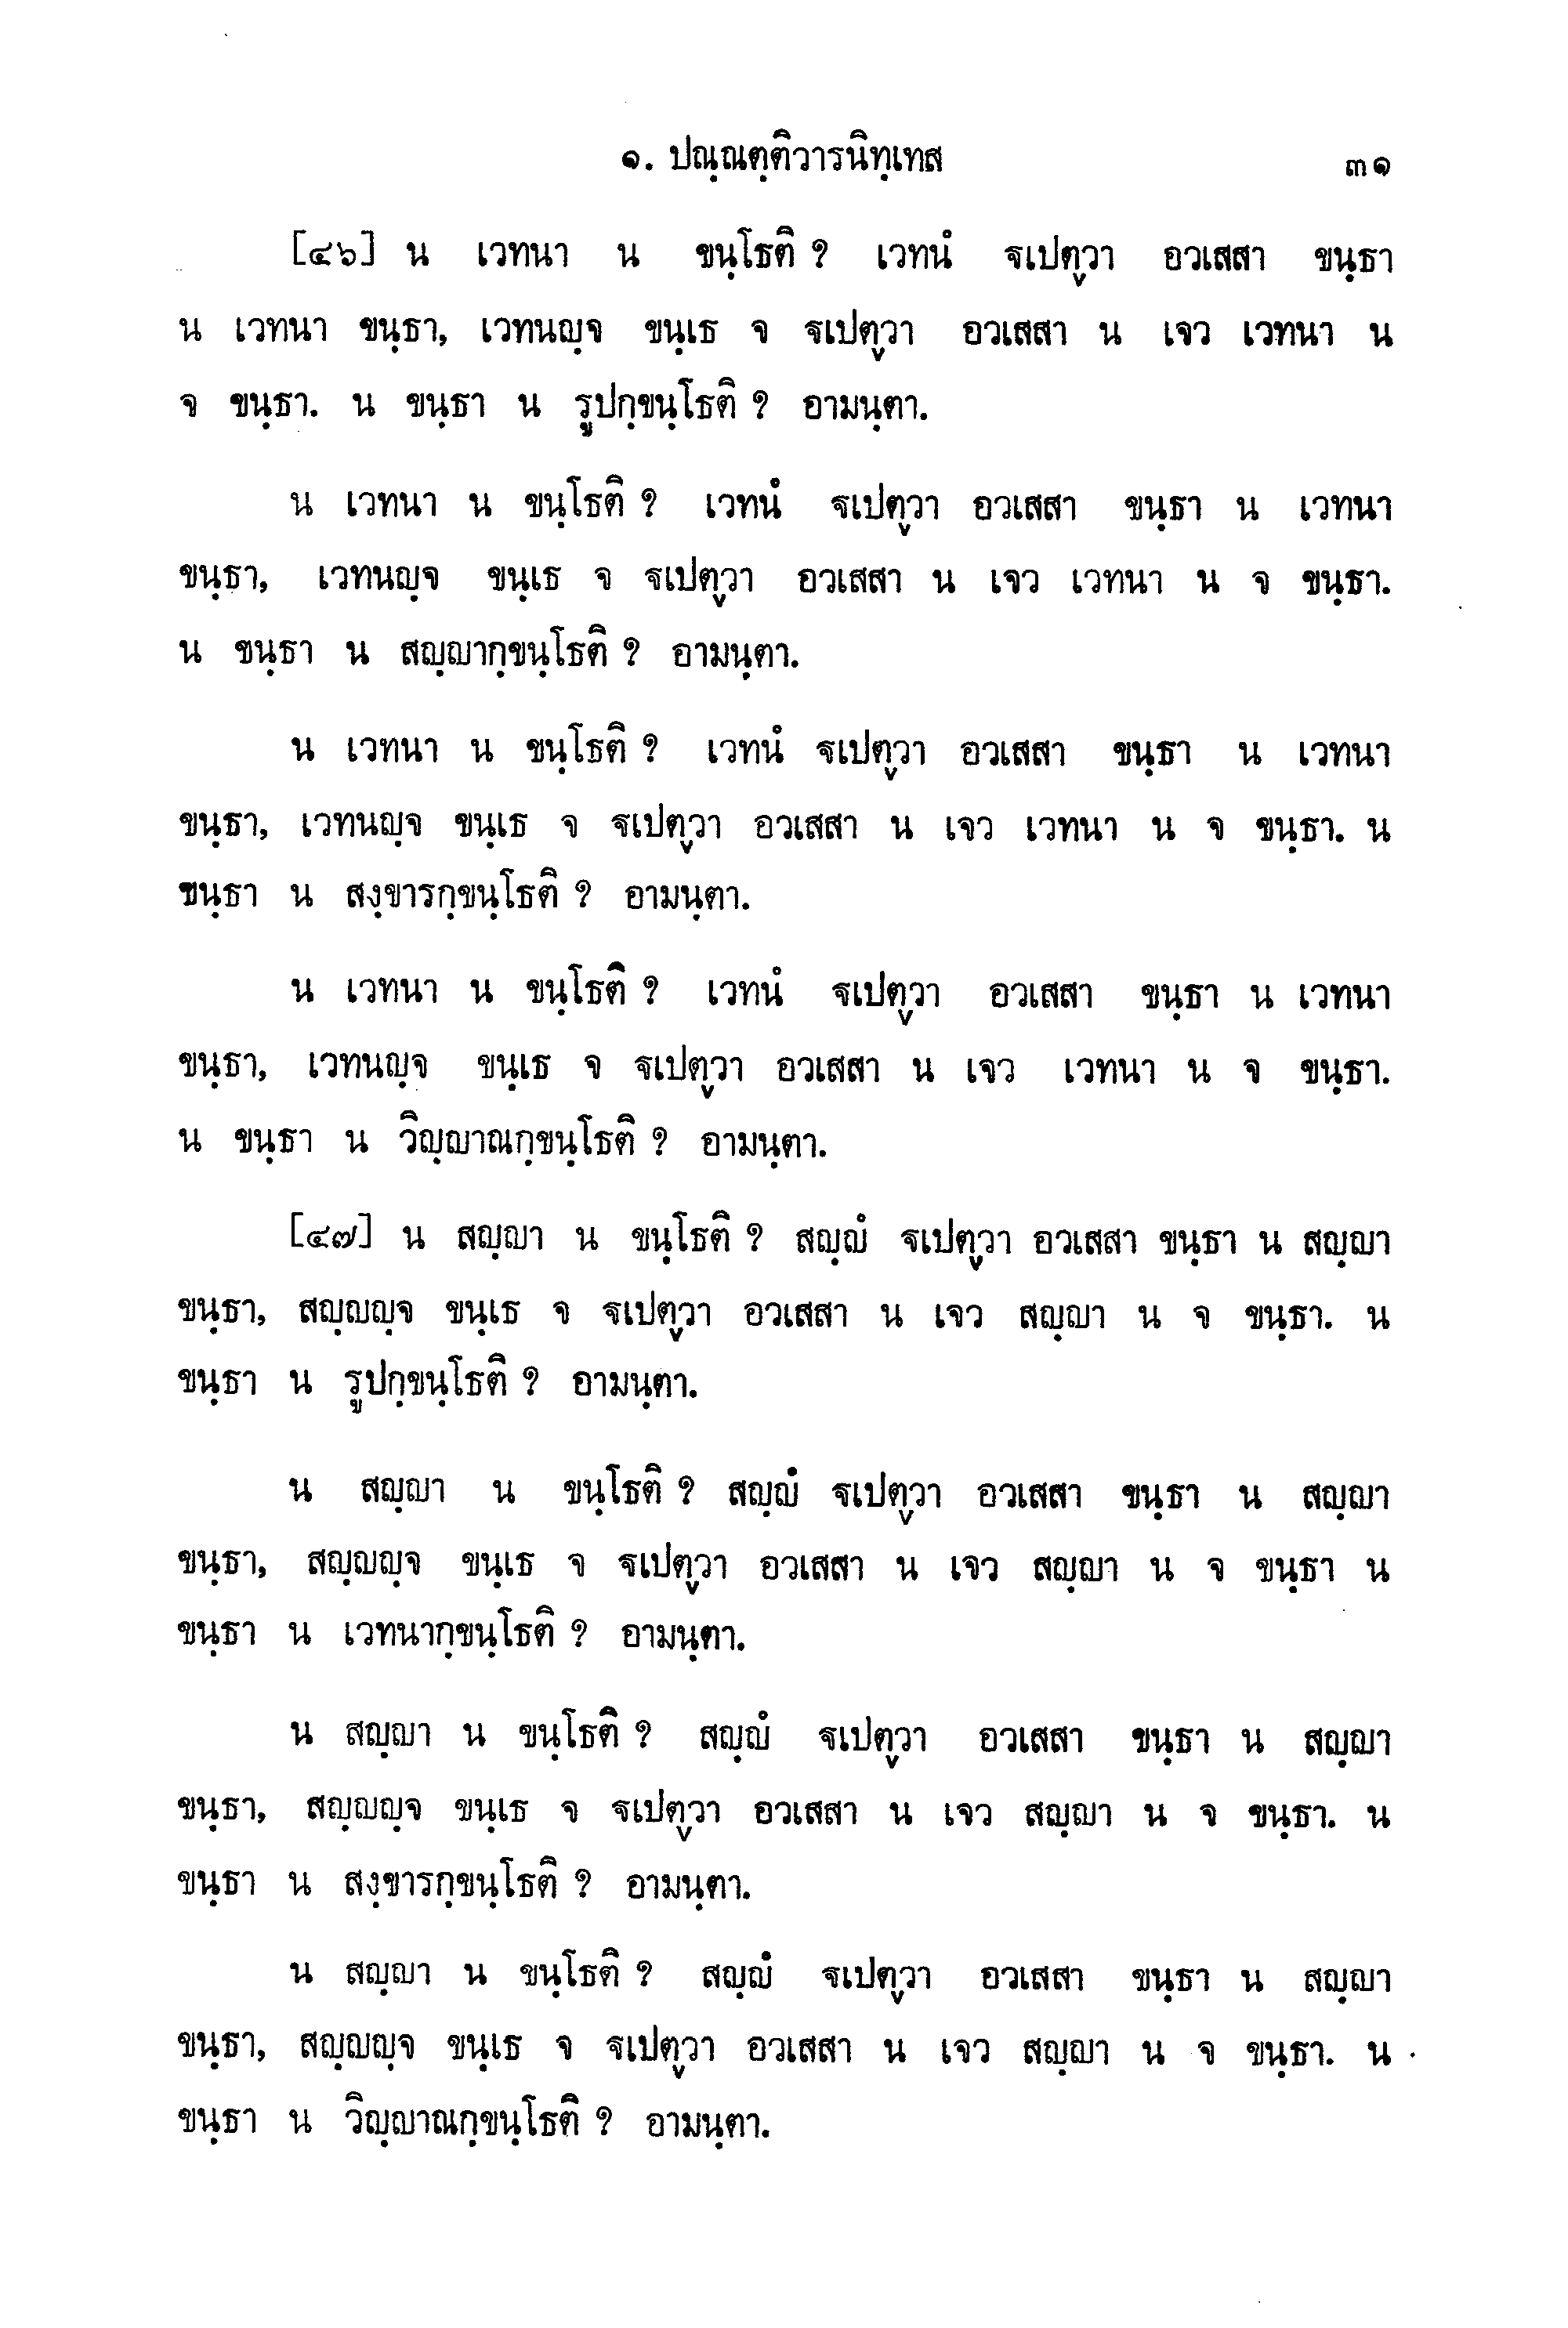 ๑. ปณฺณตฺติวารนิทฺเทส ๓๑
[๔๖] น เวทนา น ขนฺโธติ ? เวทนํ ฐเปตฺวา อวเสสา ขนฺธา
น เวทนา ขนฺธา, เวทนญฺจ ขนฺเธ จ ฐเปตฺวา อวเสสา น เจว เวทนา น
จ ขนฺธา. น ขนฺธา น รูปกฺขนฺโธติ ? อามนฺตา.
น เวทนา น ขนฺโธติ ? เวทนํ ฐเปตฺวา อวเสสา ขนฺธา น เวทนา
ขนฺธา, เวทนญฺจ ขนฺเธ จ ฐเปตฺวา อวเสสา น เจว เวทนา น จ ขนฺธา.
น ขนฺธา น สญฺญากฺขนฺโธติ ? อามนฺตา.
น เวทนา น ขนฺโธติ ? เวทนํ ฐเปตฺวา อวเสสา ขนฺธา น เวทนา
ขนฺธา, เวทนญฺจ ขนฺเธ จ ฐเปตฺวา อวเสสา น เจว เวทนา น จ ขนฺธา. น
ขนฺธา น สงฺขารกฺขนฺโธติ ? อามนฺตา.
น เวทนา น ขนฺโธติ ? เวทนํ ฐเปตฺวา อวเสสา ขนฺธา น เวทนา
ขนฺธา, เวทนญฺจ ขนฺเธ จ ฐเปตฺวา อวเสสา น เจว เวทนา น จ ขนฺธา.
น ขนฺธา น วิญฺญาณกฺขนฺโธติ ? อามนฺตา.
[๔๗] น สญฺญา น ขนฺโธติ ? สญฺญํ ฐเปตฺวา อวเสสา ขนฺธา น สญฺญา
ขนฺธา, สญฺญญฺจ ขนฺเธ จ ฐเปตฺวา อวเสสา น เจว สญฺญา น จ ขนฺธา. น
ขนฺธา น รูปกฺขนฺโธติ ? อามนฺตา.
น สญฺญา น ขนฺโธติ ? สญฺญํ ฐเปตฺวา อวเสสา ขนฺธา น สญฺญา
ขนฺธา, สญฺญญฺจ ขนฺเธ จ ฐเปตฺวา อวเสสา น เจว สญฺญา น จ ขนฺธา น
ขนฺธา น เวทนากฺขนฺโธติ ? อามนฺตา.
น สญฺญา น ขนฺโธติ ? สญฺญํ ฐเปตฺวา อวเสสา ขนฺธา น สญฺญา
ขนฺธา, สญฺญญฺจ ขนฺเธ จ ฐเปตฺวา อวเสสา น เจว สญฺญา น จ ขนฺธา. น
ขนฺธา น สงฺขารกฺขนฺโธติ ? อามนฺตา.
น สญฺญา น ขนฺโธติ ? สญฺญํ ฐเปตฺวา อวเสสา ขนฺธา น สญฺญา
ขนฺธา, สญฺญญฺจ ขนฺเธ จ ฐเปตฺวา อวเสสา น เจว สญฺญา น จ ขนฺธา. น
ขนฺธา น วิญฺญาณกฺขนฺโธติ ? อามนฺตา.